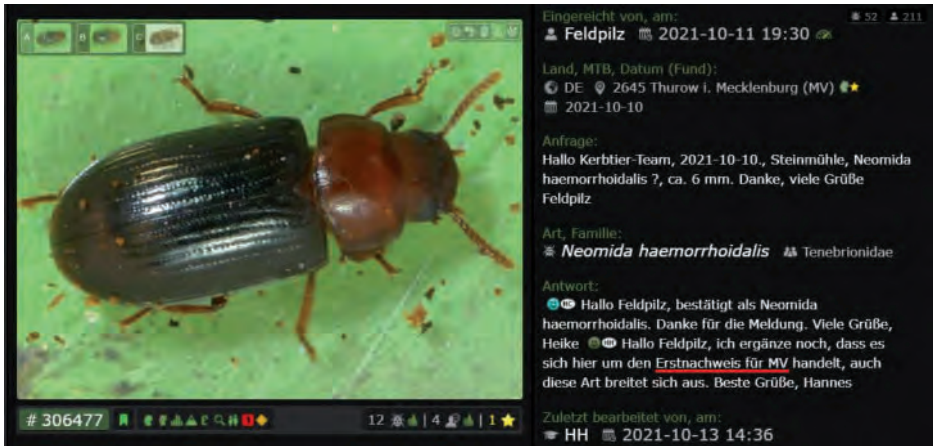 A B C
Eingereicht von, am:
52 211
Feldpilz 2021-10-11 19:30
Land, MTB, Datum (Fund):
DE 2645 Thurow i. Mecklenburg (MV)
2021-10-10
Anfrage:
Hallo Kerbtier-Team, 2021-10-10., Steinmühle, Neomida
haemorrhoidalis ?, ca. 6 mm. Danke, viele Grüße
Feldpilz
Art, Familie:
Neomida haemorrhoidalis Tenebrionidae
Antwort:
HC Hallo Feldpilz, bestätigt als Neomida
haemorrhoidalis. Danke für die Meldung. Viele Grüße,
Heike HH Hallo Feldpilz, ich ergänze noch, dass es
sich hier um den Erstnachweis für MV handelt, auch
diese Art breitet sich aus. Beste Grüße, Hannes
Zuletzt bearbeitet von, am:
HH 2021-10-13 14:36
# 306477
12 | 4 | 1